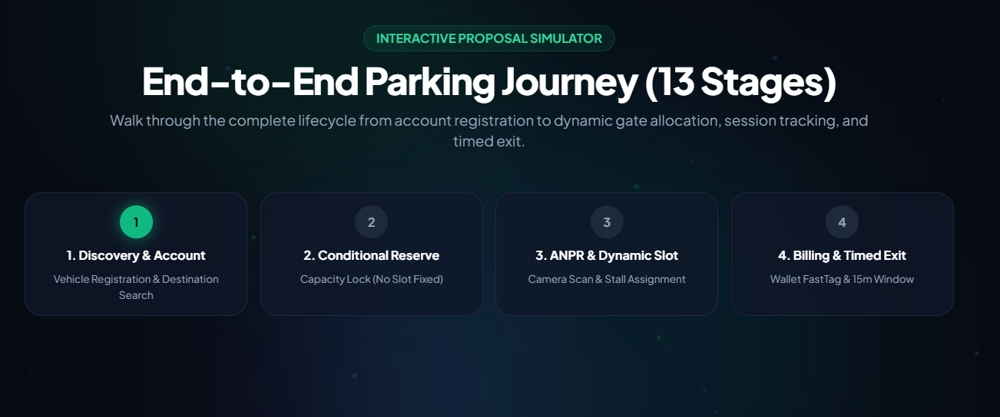 INTERACTIVE PROPOSAL SIMULATOR
End-to-End Parking Journey (13 Stages)
Walk through the complete lifecycle from account registration to dynamic gate allocation, session tracking, and
timed exit.
1
1. Discovery & Account
Vehicle Registration & Destination
Search
2
2. Conditional Reserve
Capacity Lock (No Slot Fixed)
3
3. ANPR & Dynamic Slot
Camera Scan & Stall Assignment
4
4. Billing & Timed Exit
Wallet FastTag & 15m Window